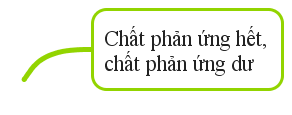 Chất phản ứng hết,
chất phản ứng dư